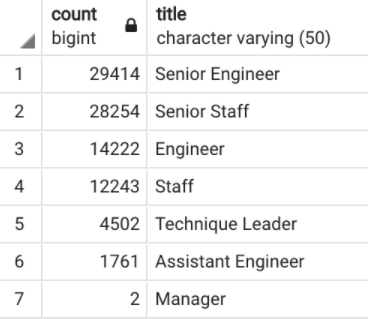 count title
bigint character varying (50)
1 29414 Senior Engineer
2 28254 Senior Staff
3 14222 Engineer
4 12243 Staff
5 4502 Technique Leader
6 1761 Assistant Engineer
7 2 Manager